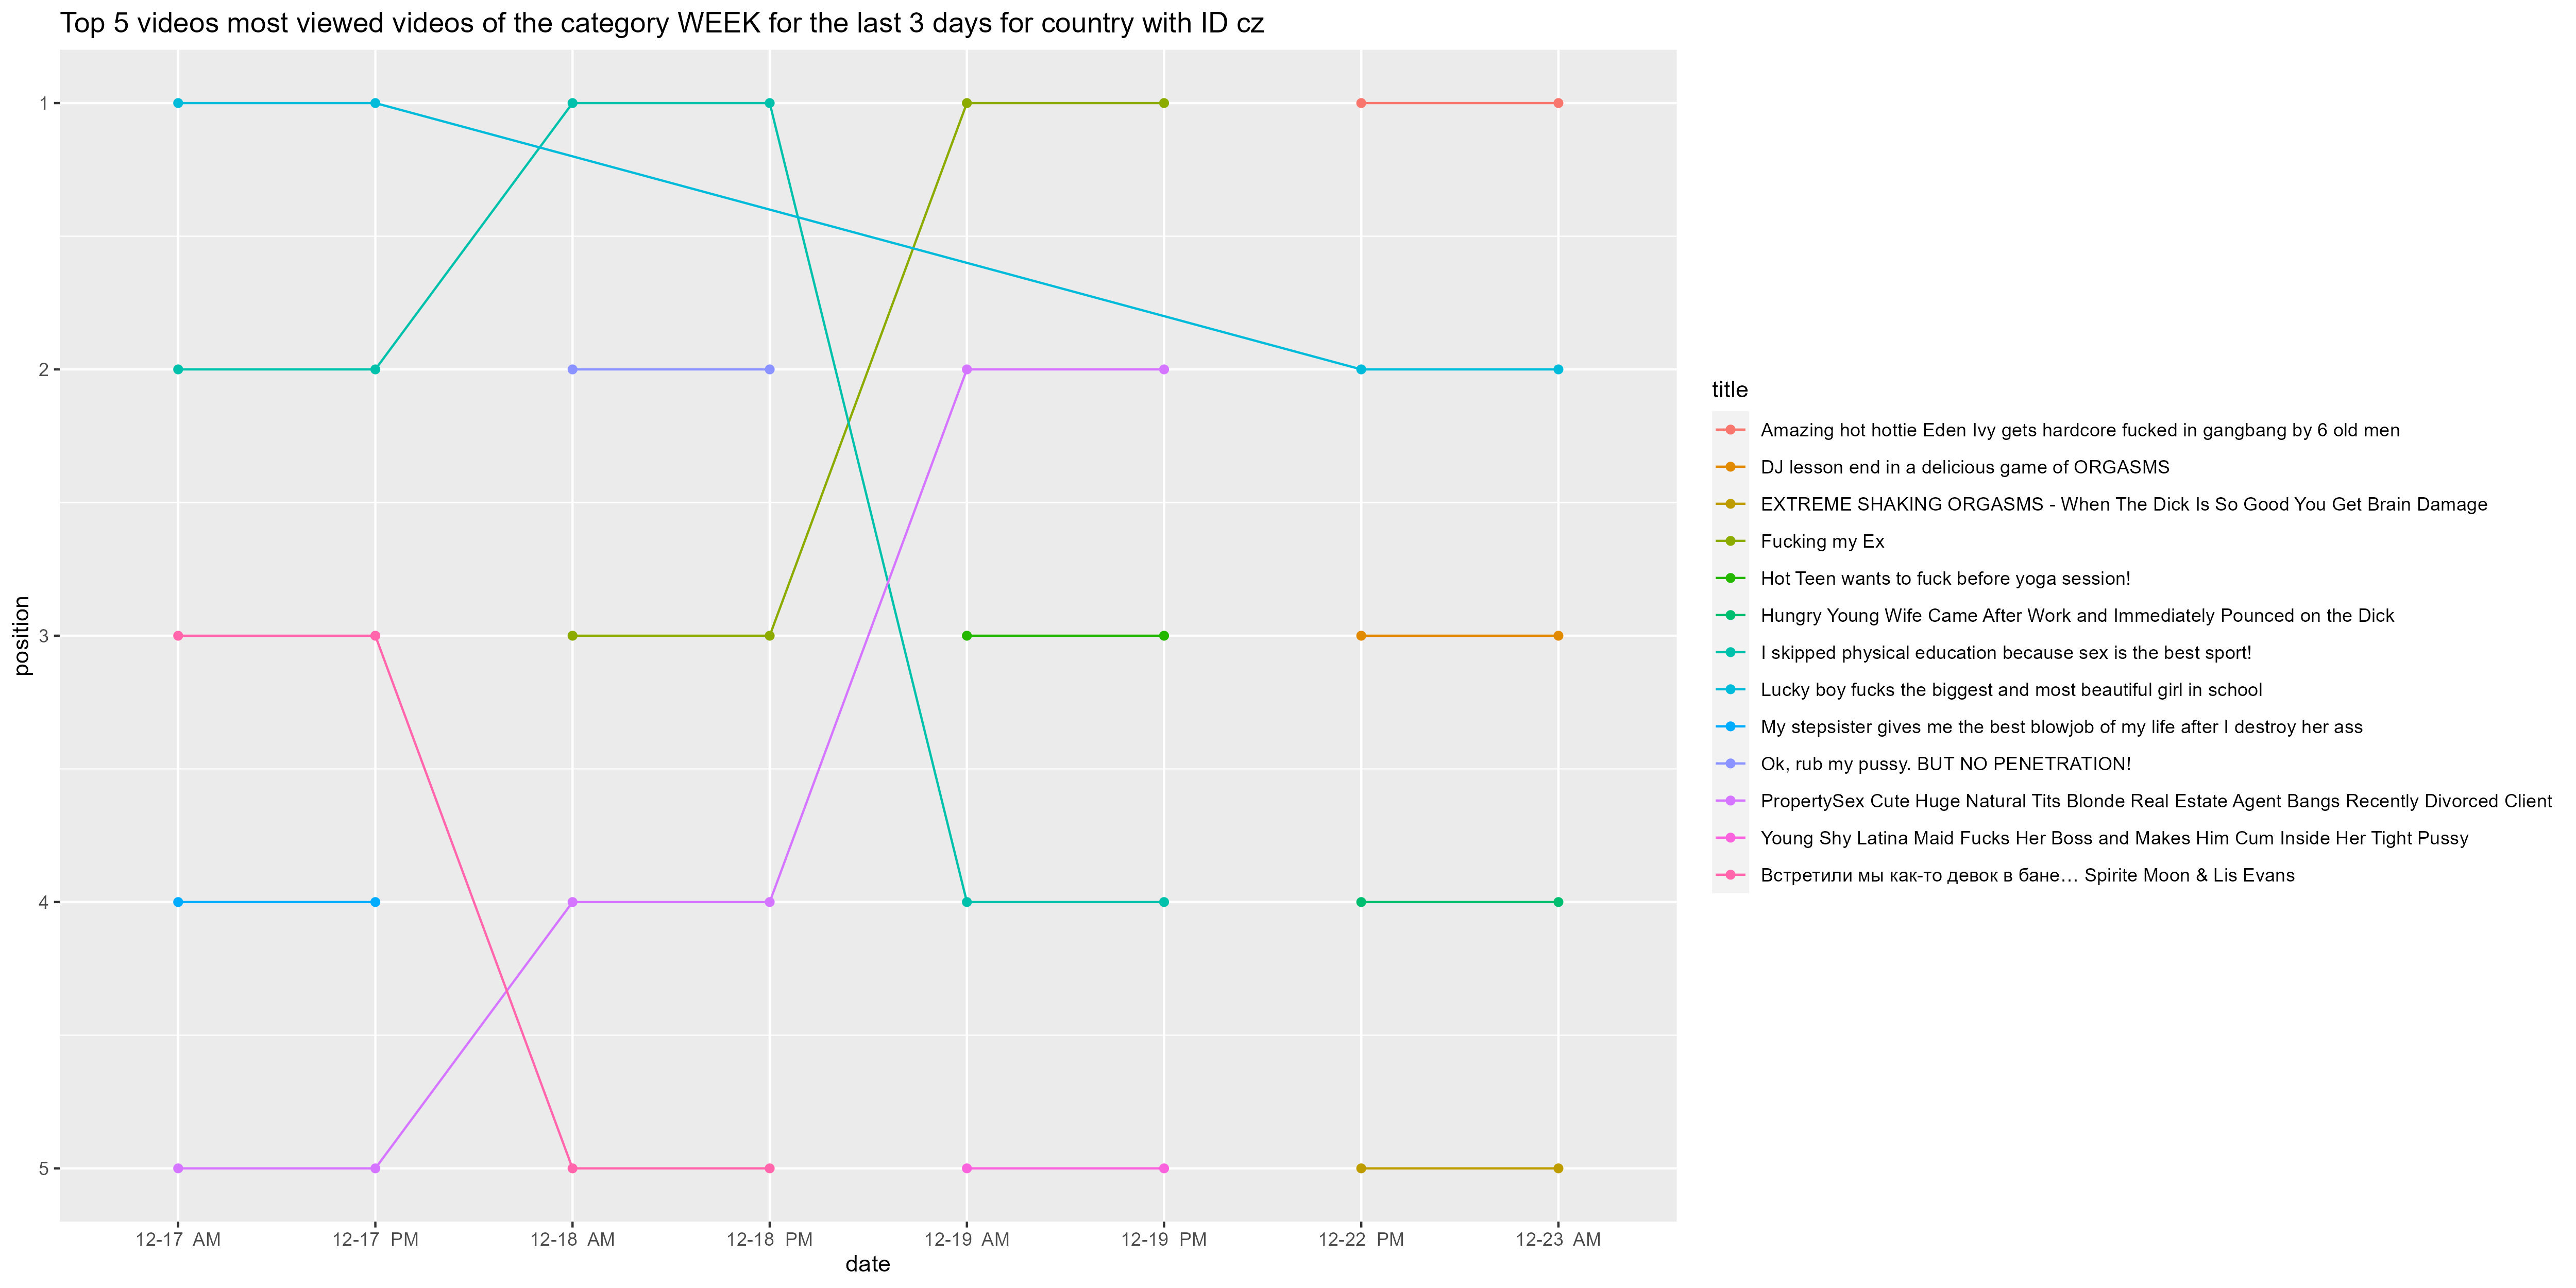 Top 5 videos most viewed videos of the category WEEK for the last 3 days for country with ID cz
position
1
2
3
4
5
12-17 AM
12-17 PM
12-18 AM
12-18 PM
12-19 AM
12-19 PM
12-22 PM
12-23 AM
date
title
Amazing hot hottie Eden Ivy gets hardcore fucked in gangbang by 6 old men
DJ lesson end in a delicious game of ORGASMS
EXTREME SHAKING ORGASMS - When The Dick Is So Good You Get Brain Damage
Fucking my Ex
Hot Teen wants to fuck before yoga session!
Hungry Young Wife Came After Work and Immediately Pounced on the Dick
I skipped physical education because sex is the best sport!
Lucky boy fucks the biggest and most beautiful girl in school
My stepsister gives me the best blowjob of my life after I destroy her ass
Ok, rub my pussy. BUT NO PENETRATION!
PropertySex Cute Huge Natural Tits Blonde Real Estate Agent Bangs Recently Divorced Client
Young Shy Latina Maid Fucks Her Boss and Makes Him Cum Inside Her Tight Pussy
Встретили мы как-то девок в бане… Spirite Moon & Lis Evans